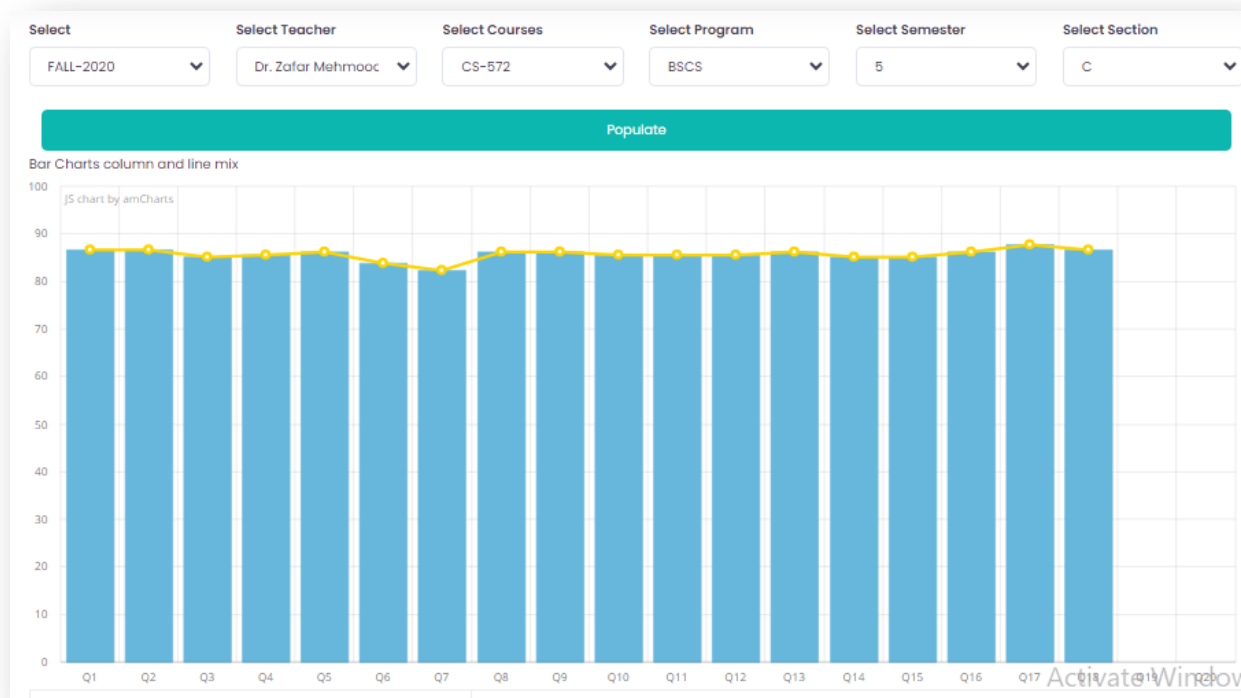 Select Select Teacher Select Courses Select Program Select Semester Select Section
FALL-2020 Dr. Zafar Mehmooc CS-572 BSCS 5 C
Populate
Bar Charts column and line mix
100
JS chart by amCharts
90
80
70
60
50
40
30
20
10
0
Q1 Q2 Q3 Q4 Q5 Q6 Q7 Q8 Q9 Q10 Q11 Q12 Q13 Q14 Q15 Q16 Q17 Q18 Q19 Q20
Activate Window